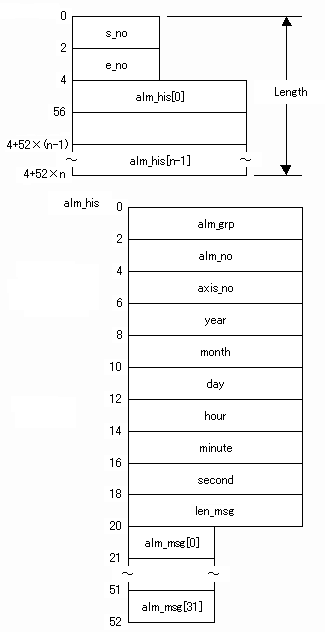 0
s_no
2
e_no
4
alm_his[0]
Length
56
4+52×(n-1)
～ alm_his[n-1] ～
4+52×n
alm_his
0
alm_grp
2
alm_no
4
axis_no
6
year
8
month
10
day
12
hour
14
minute
16
second
18
len_msg
20
alm_msg[0]
21
～ ～
51
alm_msg[31]
52